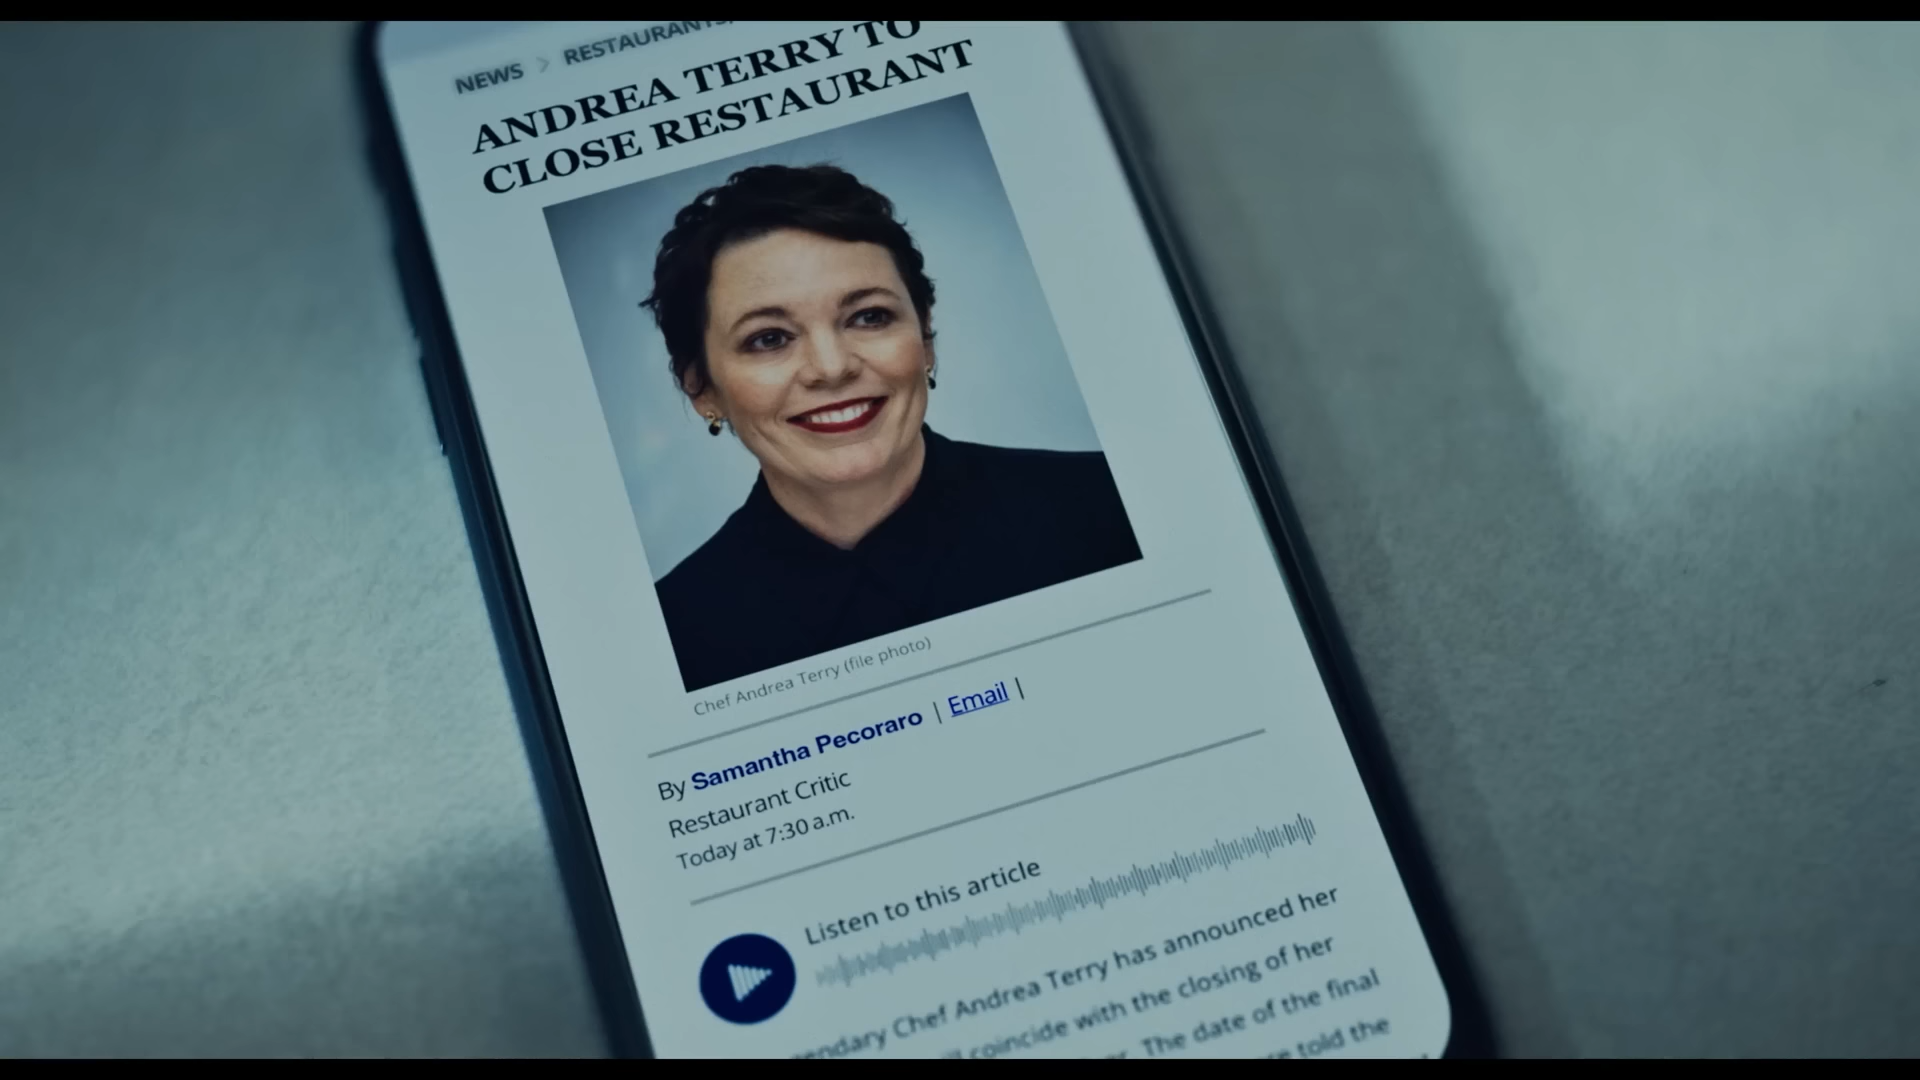 NEWS > RESTAURANTS
ANDREA TERRY TO
CLOSE RESTAURANT
Chef Andrea Terry (file photo)
By Samantha Pecoraro | Email |
Restaurant Critic
Today at 7:30 a.m.
Listen to this article
endary Chef Andrea Terry has announced her
coincide with the closing of her
The date of the final
told the